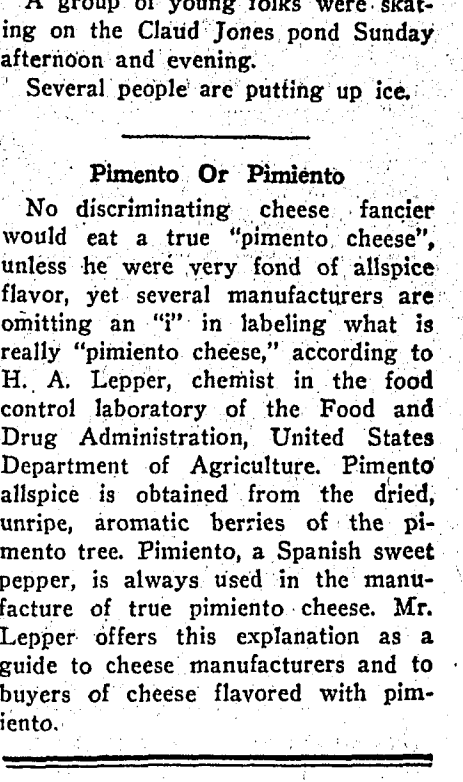 A group of young folks were skat-
ing on the Claud Jones pond Sunday
afternoon and evening.
Several people are putting up ice.
Pimento Or Pimiento
No discriminating cheese fancier
would eat a true "pimento cheese",
unless he were very fond of allspice
flavor, yet several manufacturers are
omitting an "i" in labeling what is
really "pimiento cheese," according to
H. A. Lepper, chemist in the food
control laboratory of the Food and
Drug Administration, United States
Department of Agriculture. Pimento
allspice is obtained from the dried,
unripe, aromatic berries of the pi-
mento tree. Pimiento, a Spanish sweet
pepper, is always used in the manu-
facture of true pimiento cheese. Mr.
Lepper offers this explanation as a
guide to cheese manufacturers and to
buyers of cheese flavored with pim-
iento.